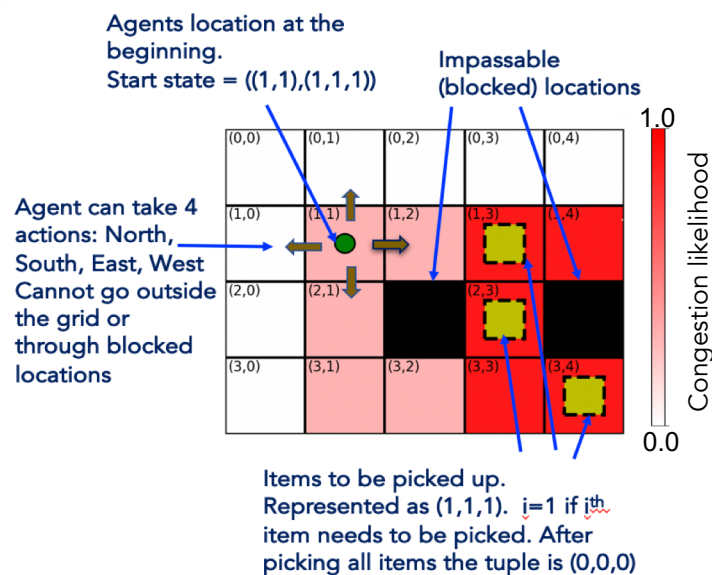 Agents location at the
beginning.
Start state = ((1,1),(1,1,1))
Impassable
(blocked) locations
1.0
(0,0) (0,1) (0,2) (0,3) (0,4)
Agent can take 4
actions: North,
South, East, West
Cannot go outside
the grid or
through blocked
locations
(1,0) (1,1) (1,2) (1,3) (1,4)
(2,0) (2,1) (2,3)
(3,0) (3,1) (3,2) (3,3) (3,4)
Congestion likelihood
0.0
Items to be picked up.
Represented as (1,1,1). i=1 if ith
item needs to be picked. After
picking all items the tuple is (0,0,0)